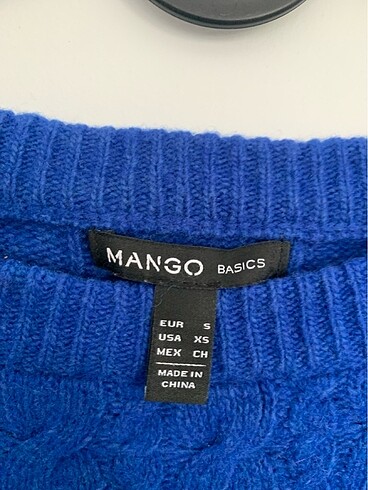 MANGO BASICS
EUR S
USA XS
MEX CH
MADE IN
CHINA